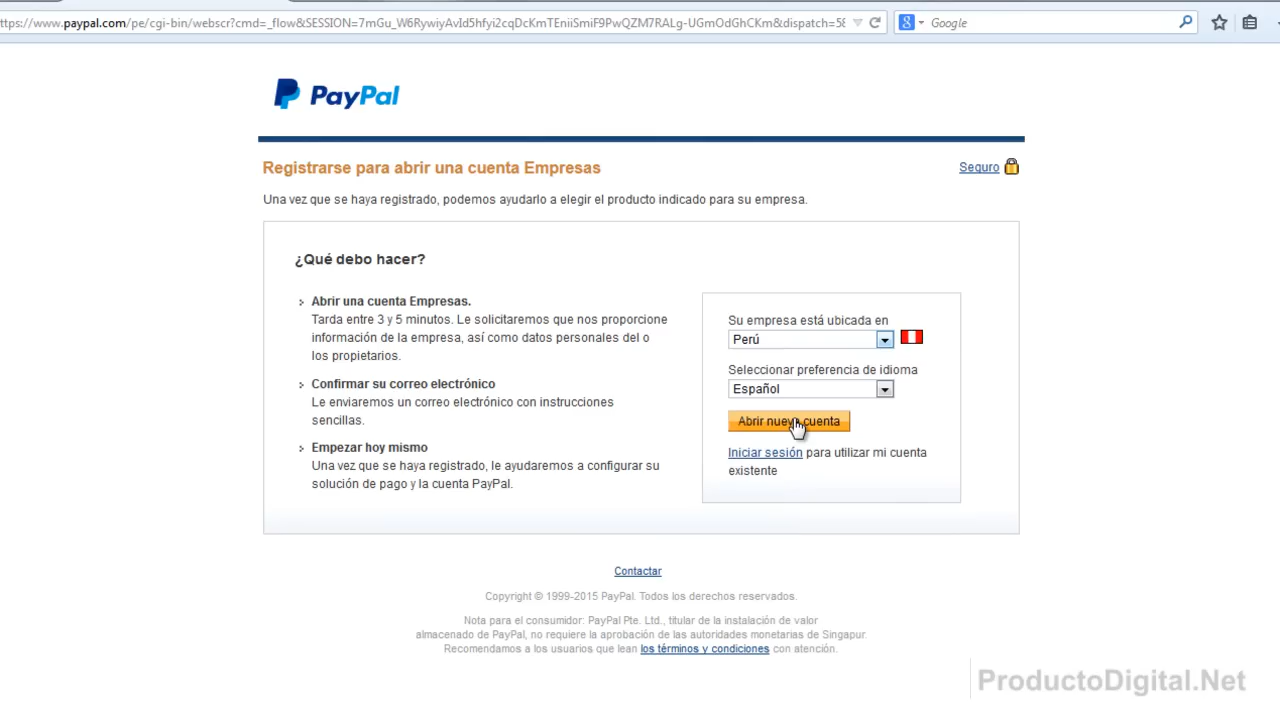 ttps://www.paypal.com/pe/cgi-bin/webscr?cmd=_flow&SESSION=7mGu_W6RywiyAvId5hfyi2cqDcKmTEniiSmiF9PwQZM7RALg-UGmOdGhCKm&dispatch=58
Google
PayPal
Registrarse para abrir una cuenta Empresas
Seguro
Una vez que se haya registrado, podemos ayudarlo a elegir el producto indicado para su empresa.
¿Qué debo hacer?
Abrir una cuenta Empresas.
Tarda entre 3 y 5 minutos. Le solicitaremos que nos proporcione
información de la empresa, así como datos personales del o
los propietarios.
Confirmar su correo electrónico
Le enviaremos un correo electrónico con instrucciones
sencillas.
Empezar hoy mismo
Una vez que se haya registrado, le ayudaremos a configurar su
solución de pago y la cuenta PayPal.
Su empresa está ubicada en
Perú
Seleccionar preferencia de idioma
Español
Abrir nueva cuenta
Iniciar sesión para utilizar mi cuenta
existente
Contactar
Copyright © 1999-2015 PayPal. Todos los derechos reservados.
Nota para el consumidor: PayPal Pte. Ltd., titular de la instalación de valor
almacenado de PayPal, no requiere la aprobación de las autoridades monetarias de Singapur.
Recomendamos a los usuarios que lean los términos y condiciones con atención.
ProductoDigital.Net